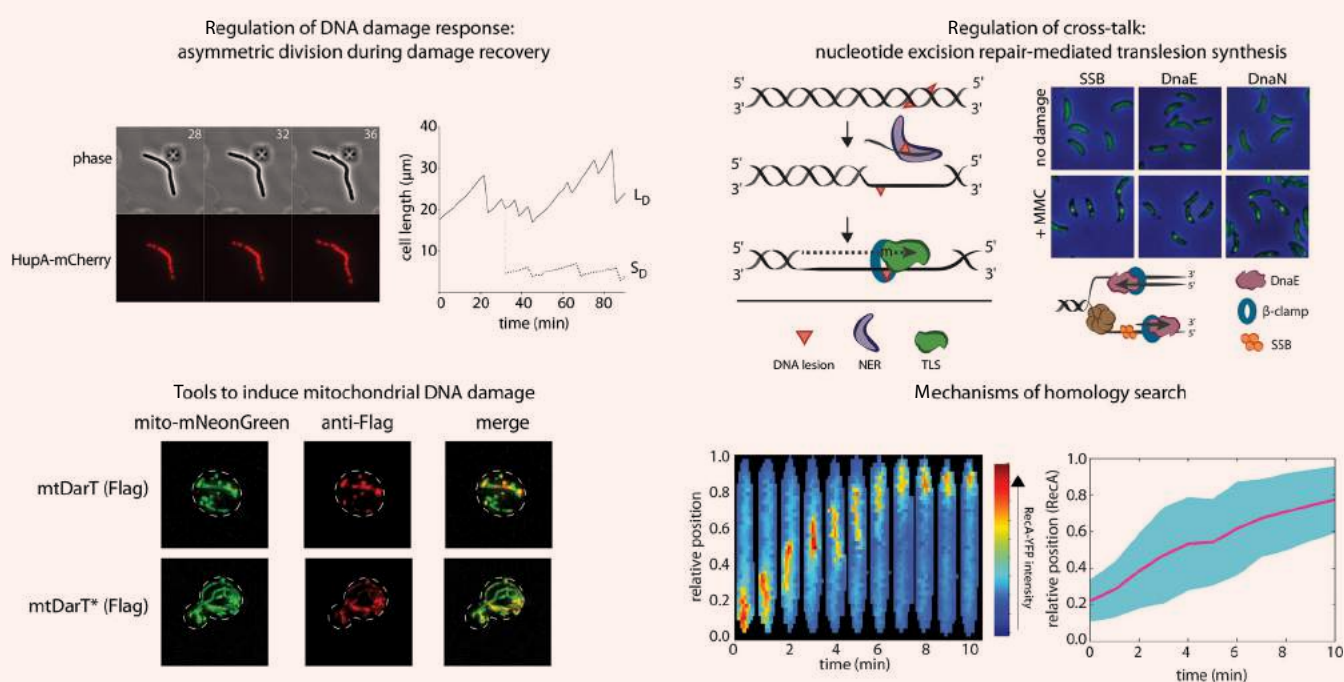 Regulation of DNA damage response:
asymmetric division during damage recovery
phase
HupA-mCherry
28
32
36
cell length (µm)
40
30
20
10
L_D
S_D
0
20
40
60
80
time (min)
Regulation of cross-talk:
nucleotide excision repair-mediated translesion synthesis
5'
3'
5'
3'
5'
3'
5'
3'
5'
3'
m
5'
3'
DNA lesion
NER
TLS
SSB
DnaE
DnaN
no damage
+ MMC
3'
5'
3'
5'
DnaE
β-clamp
SSB
Tools to induce mitochondrial DNA damage
mito-mNeonGreen
anti-Flag
merge
mtDarT (Flag)
mtDarT* (Flag)
Mechanisms of homology search
relative position
1.0
0.8
0.6
0.4
0.2
0.0
0
2
4
6
8
10
time (min)
RecA-YFP
intensity
relative position (RecA)
1.0
0.8
0.6
0.4
0.2
0.0
0
2
4
6
8
10
time (min)